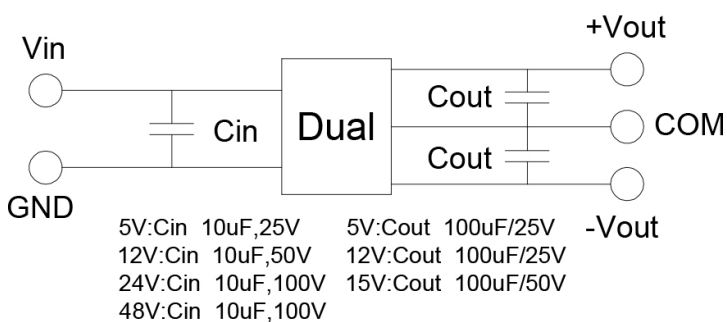 +Vout
Vin
Cout
Cin
Dual
COM
Cout
GND
-Vout
5V:Cin 10uF,25V 5V:Cout 100uF/25V
12V:Cin 10uF,50V 12V:Cout 100uF/25V
24V:Cin 10uF,100V 15V:Cout 100uF/50V
48V:Cin 10uF,100V